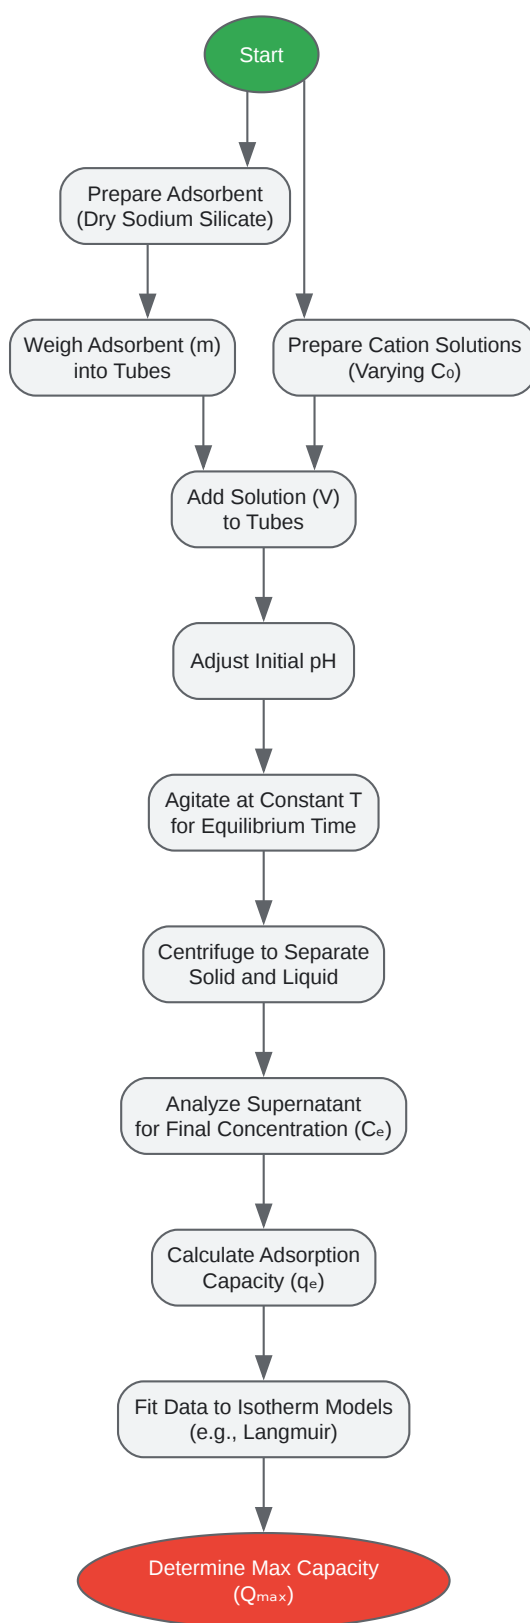 Start
Prepare Adsorbent
(Dry Sodium Silicate)
Weigh Adsorbent (m)
into Tubes
Prepare Cation Solutions
(Varying C₀)
Add Solution (V)
to Tubes
Adjust Initial pH
Agitate at Constant T
for Equilibrium Time
Centrifuge to Separate
Solid and Liquid
Analyze Supernatant
for Final Concentration (Cₑ)
Calculate Adsorption
Capacity (qₑ)
Fit Data to Isotherm Models
(e.g., Langmuir)
Determine Max Capacity
(Qₘₐₓ)